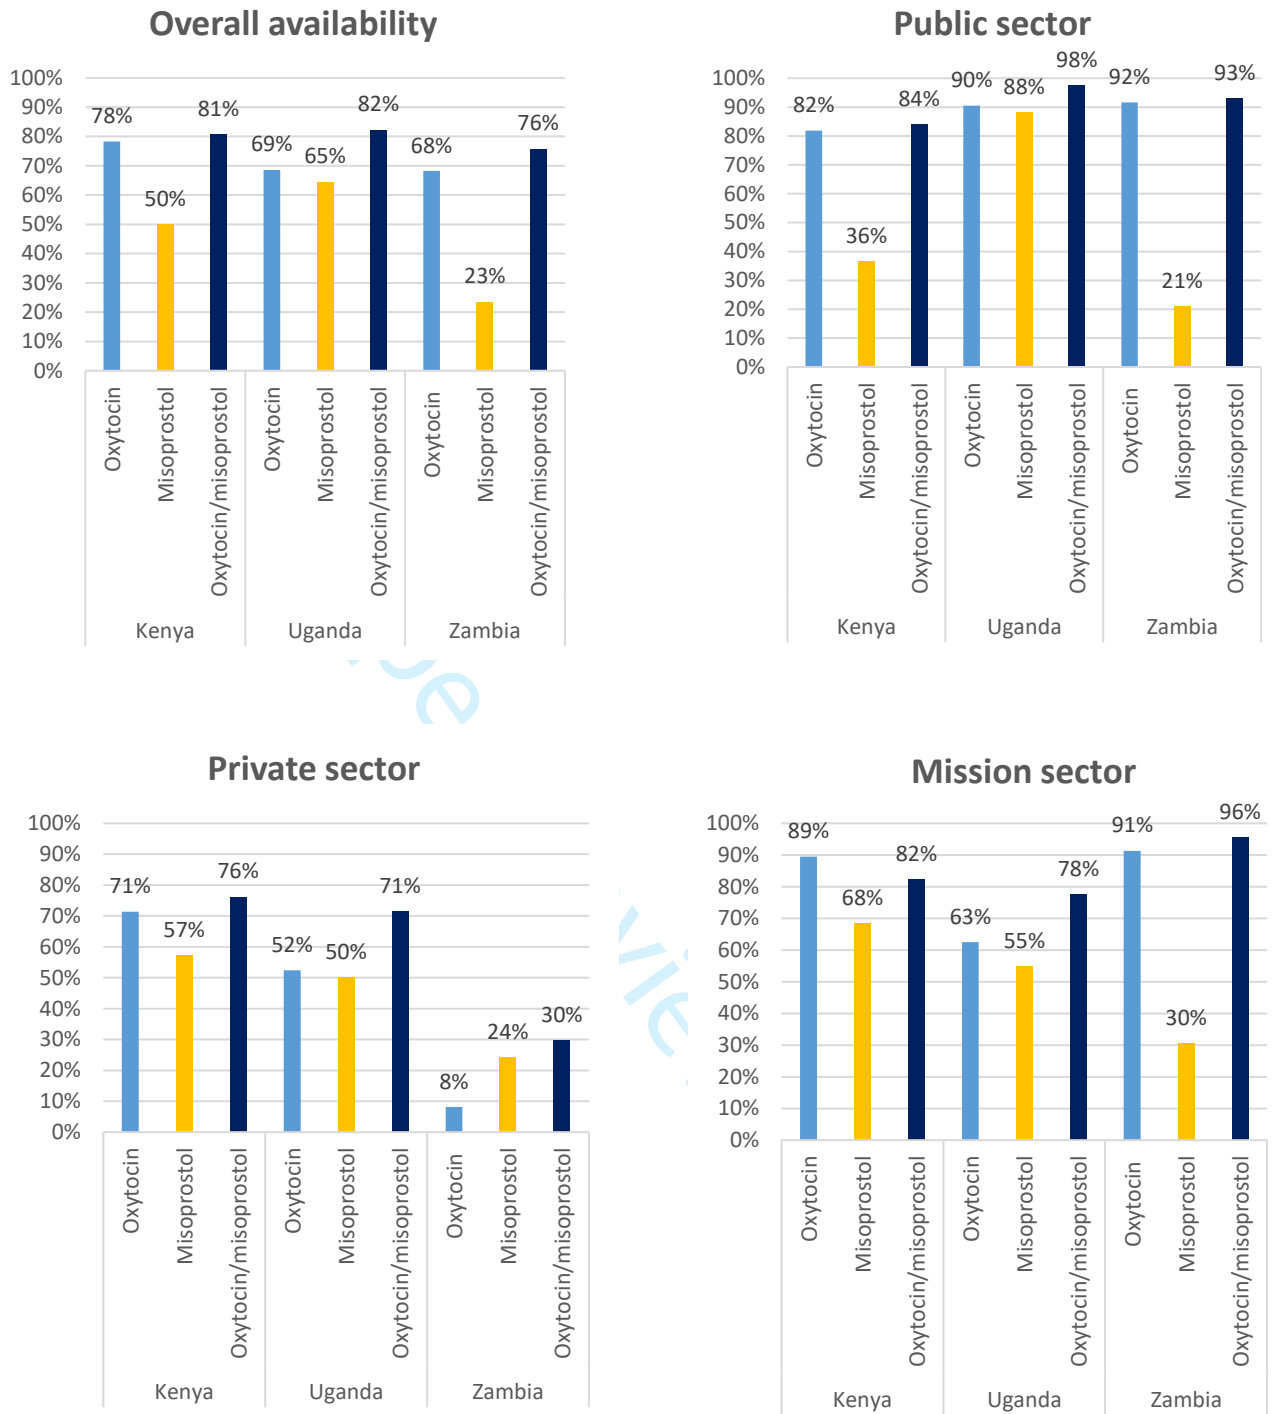 Overall availability
100%
90%
80%
70%
60%
50%
40%
30%
20%
10%
0%
78%
50%
81%
69%
65%
82%
68%
23%
76%
Oxytocin
Misoprostol
Oxytocin/misoprostol
Oxytocin
Misoprostol
Oxytocin/misoprostol
Oxytocin
Misoprostol
Oxytocin/misoprostol
Kenya
Uganda
Zambia
Public sector
100%
90%
80%
70%
60%
50%
40%
30%
20%
10%
0%
82%
36%
84%
90%
88%
98%
92%
21%
93%
Oxytocin
Misoprostol
Oxytocin/misoprostol
Oxytocin
Misoprostol
Oxytocin/misoprostol
Oxytocin
Misoprostol
Oxytocin/misoprostol
Kenya
Uganda
Zambia
Private sector
100%
90%
80%
70%
60%
50%
40%
30%
20%
10%
0%
71%
57%
76%
52%
50%
71%
8%
24%
30%
Oxytocin
Misoprostol
Oxytocin/misoprostol
Oxytocin
Misoprostol
Oxytocin/misoprostol
Oxytocin
Misoprostol
Oxytocin/misoprostol
Kenya
Uganda
Zambia
Mission sector
100%
90%
80%
70%
60%
50%
40%
30%
20%
10%
0%
89%
68%
82%
63%
55%
78%
91%
30%
96%
Oxytocin
Misoprostol
Oxytocin/misoprostol
Oxytocin
Misoprostol
Oxytocin/misoprostol
Oxytocin
Misoprostol
Oxytocin/misoprostol
Kenya
Uganda
Zambia